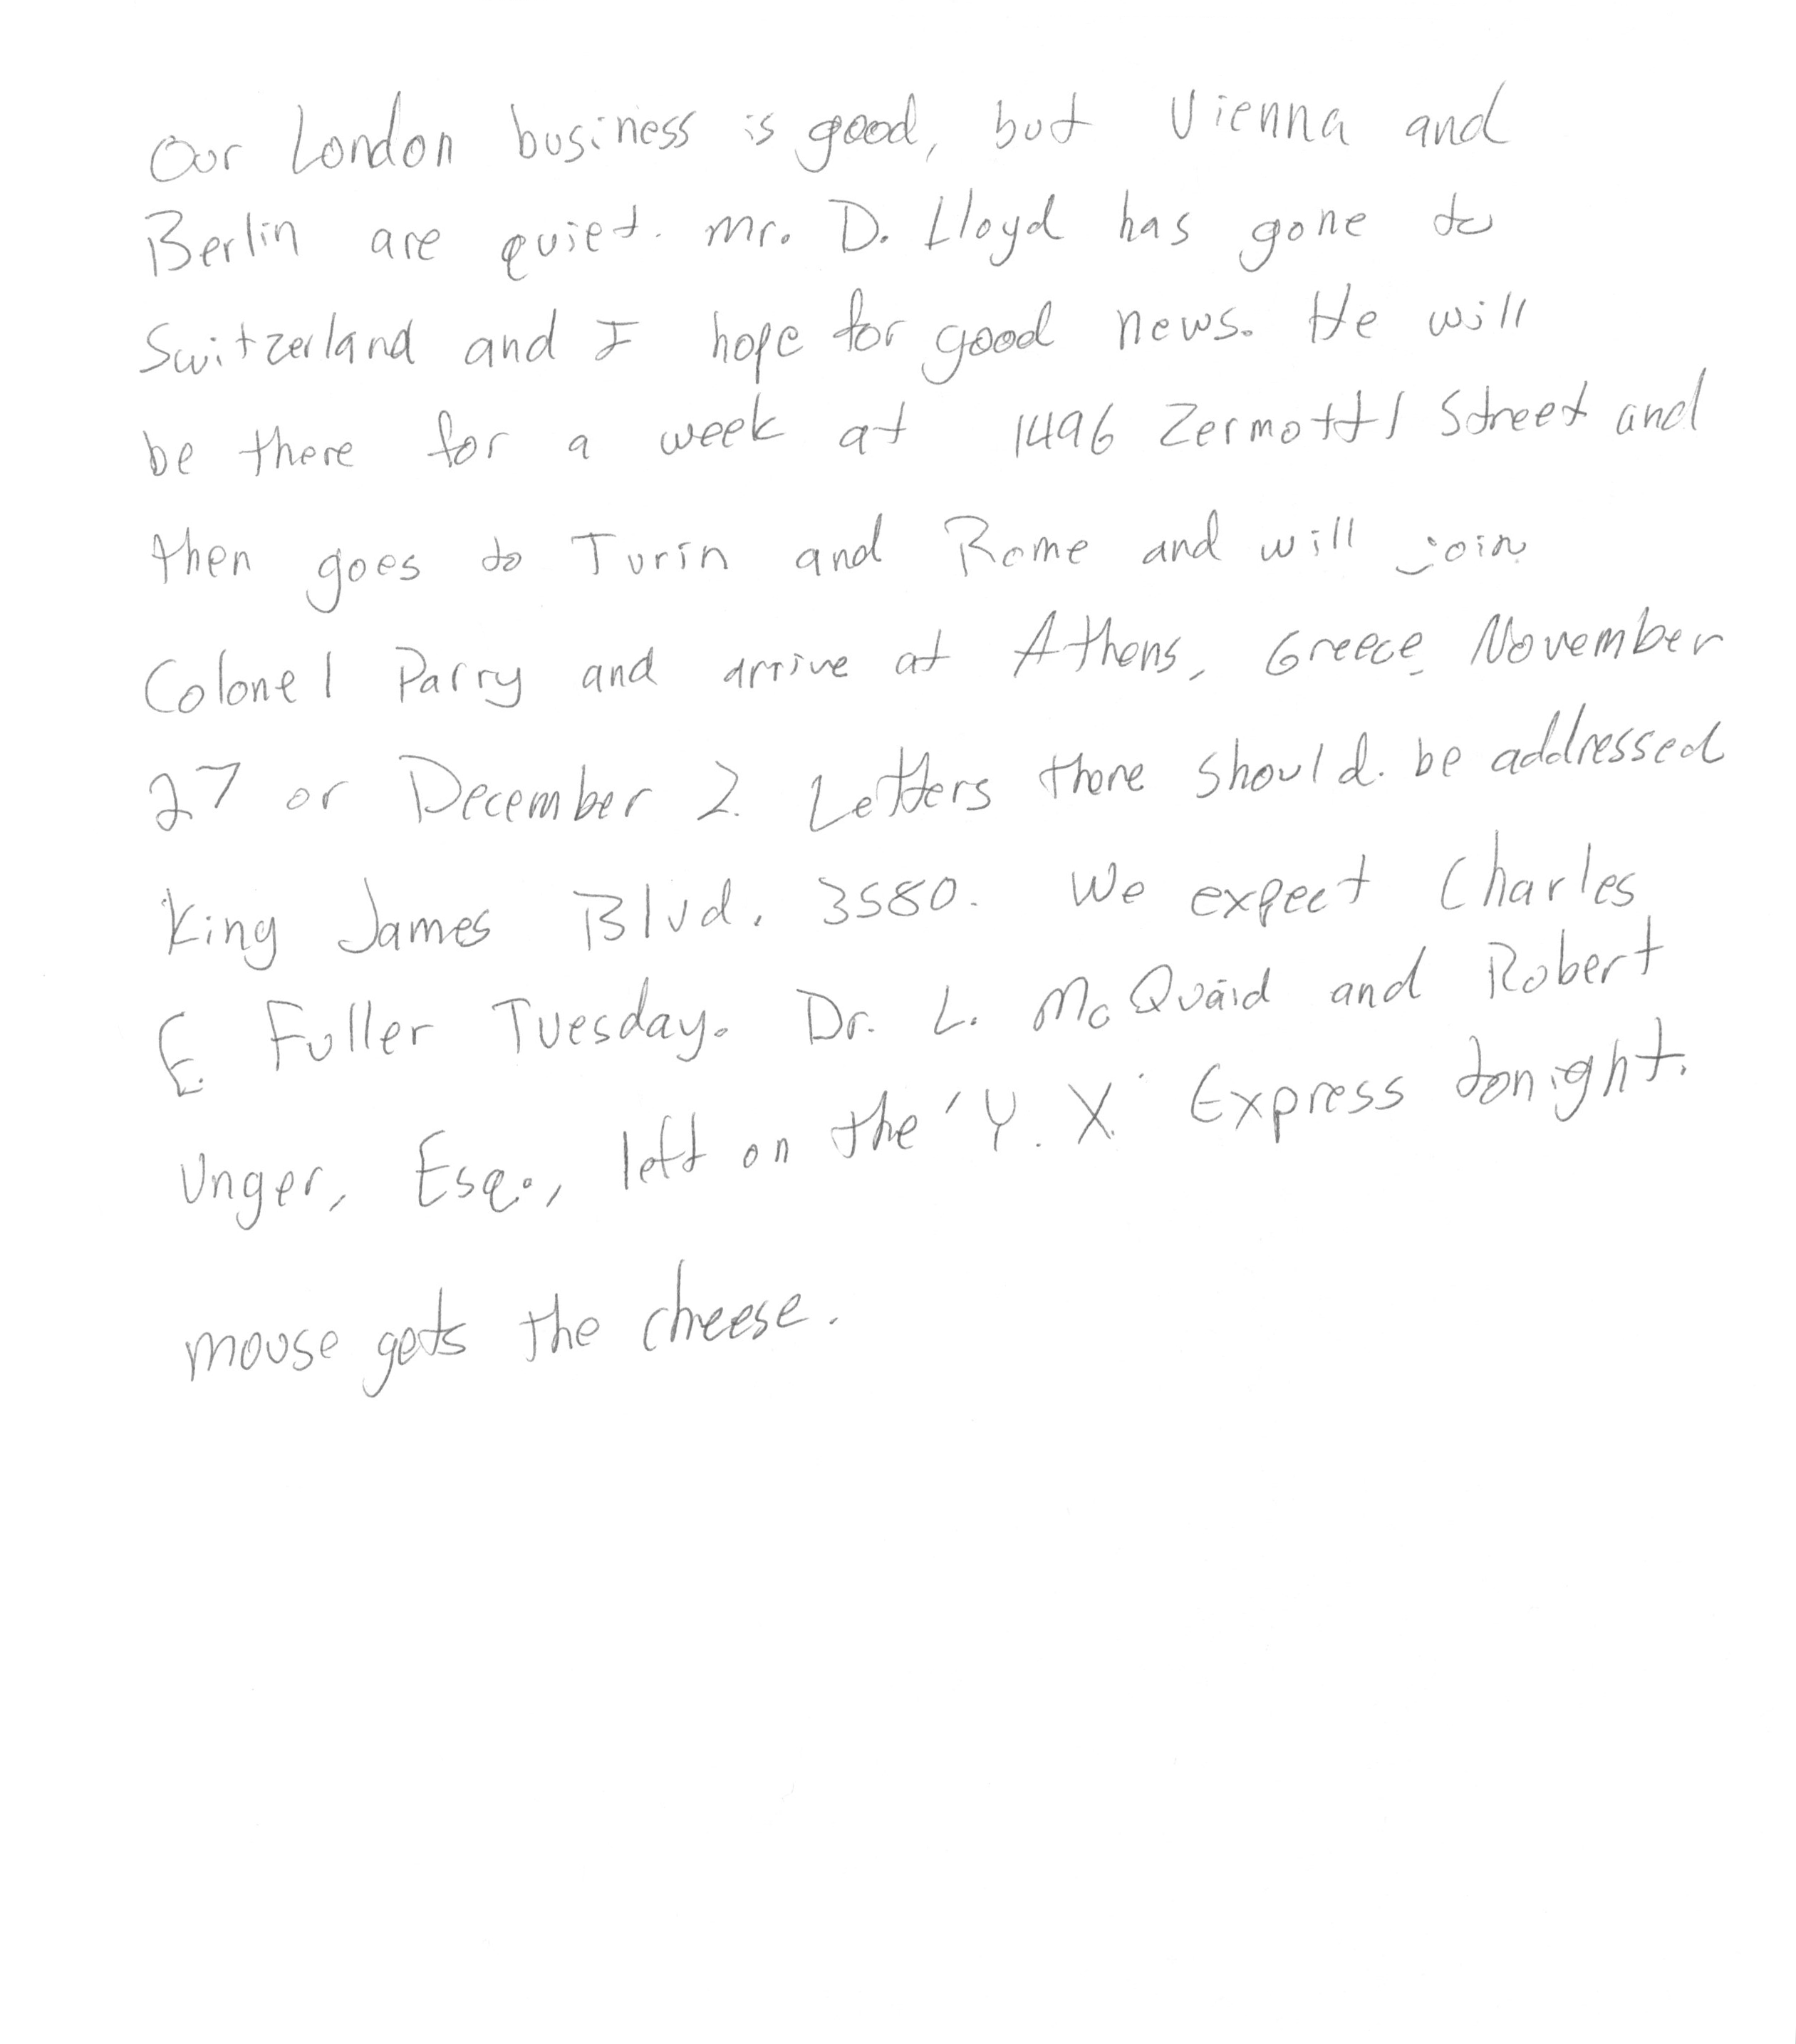 Our London business is good, but Vienna and
Berlin are quiet. Mr. D. Lloyd has gone to
Switzerland and I hope for good news. He will
be there for a week at 1496 Zermott Street and
then goes to Turin and Rome and will join
Colonel Parry and arrive at Athens, Greece, November
27 or December 2. Letters there should be addressed
King James Blvd. 3580. We expect Charles
E. Fuller Tuesday. Dr. L. McQuaid and Robert
Unger, Esq., left on the 'Y. X.' Express tonight.
mouse gets the cheese.